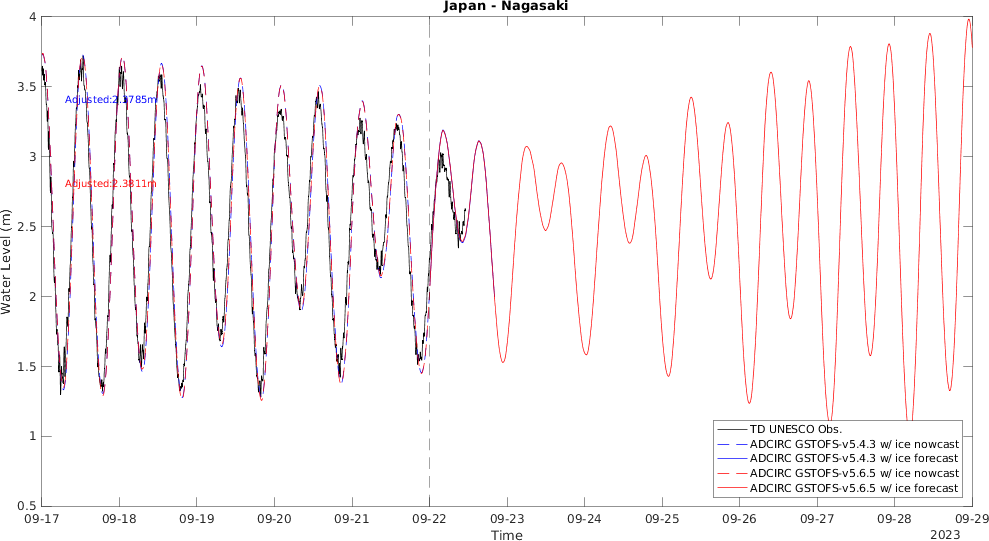 Japan - Nagasaki
4
3.5
3
2.5
2
1.5
1
0.5
Water Level (m)
Adjusted:2.1785m
Adjusted:2.3811m
TD UNESCO Obs.
ADCIRC GSTOFS-v5.4.3 w/ ice nowcast
ADCIRC GSTOFS-v5.4.3 w/ ice forecast
ADCIRC GSTOFS-v5.6.5 w/ ice nowcast
ADCIRC GSTOFS-v5.6.5 w/ ice forecast
09-17 09-18 09-19 09-20 09-21 09-22 09-23 09-24 09-25 09-26 09-27 09-28 09-29
Time
2023